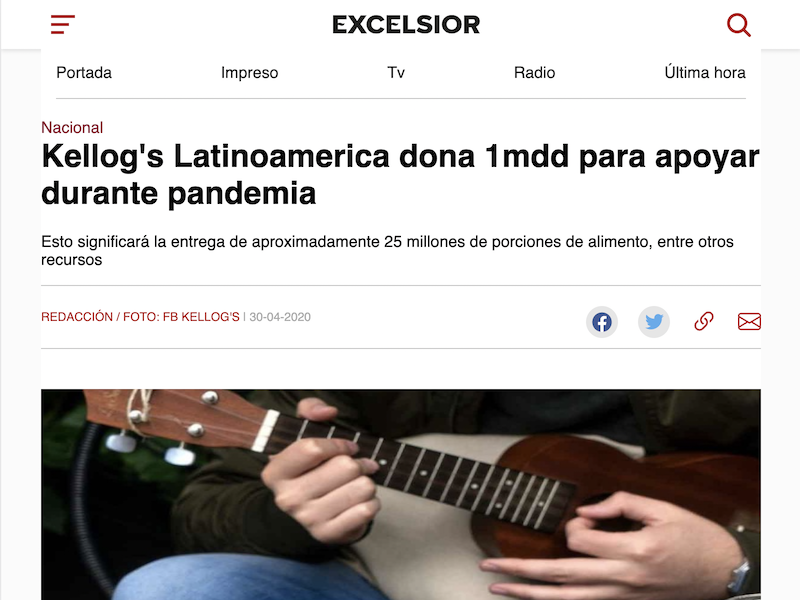 EXCELSIOR
Portada Impreso Tv Radio Última hora
Nacional
Kellog's Latinoamerica dona 1mdd para apoyar
durante pandemia
Esto significará la entrega de aproximadamente 25 millones de porciones de alimento, entre otros
recursos
REDACCIÓN / FOTO: FB KELLOG'S | 30-04-2020